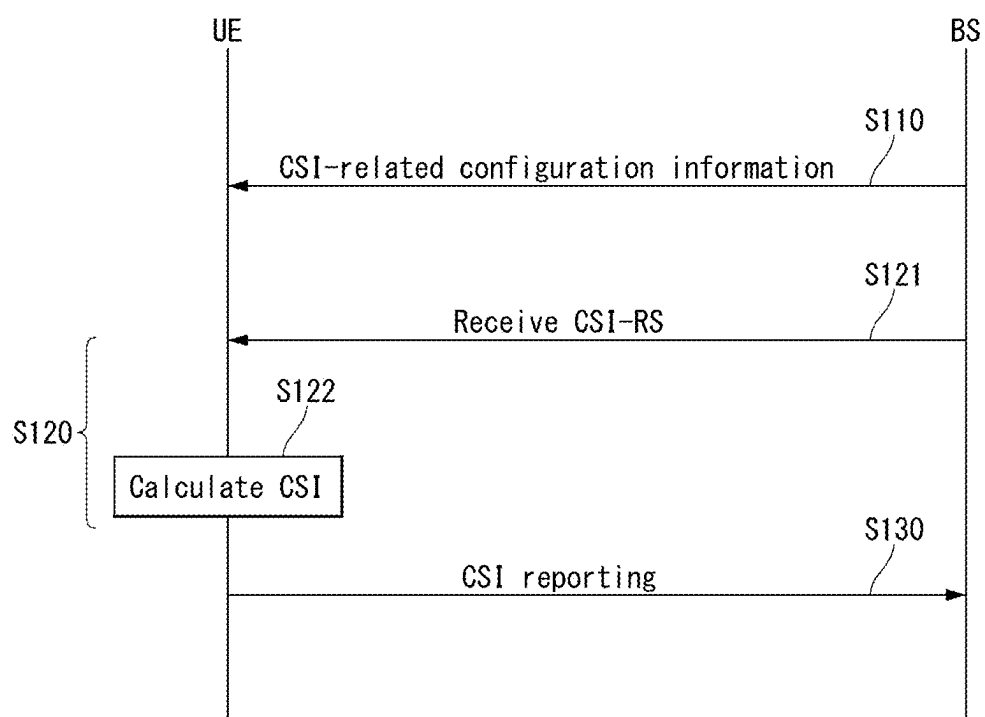 UE
BS
S110
CSI-related configuration information
S121
Receive CSI-RS
S122
S120
Calculate CSI
S130
CSI reporting